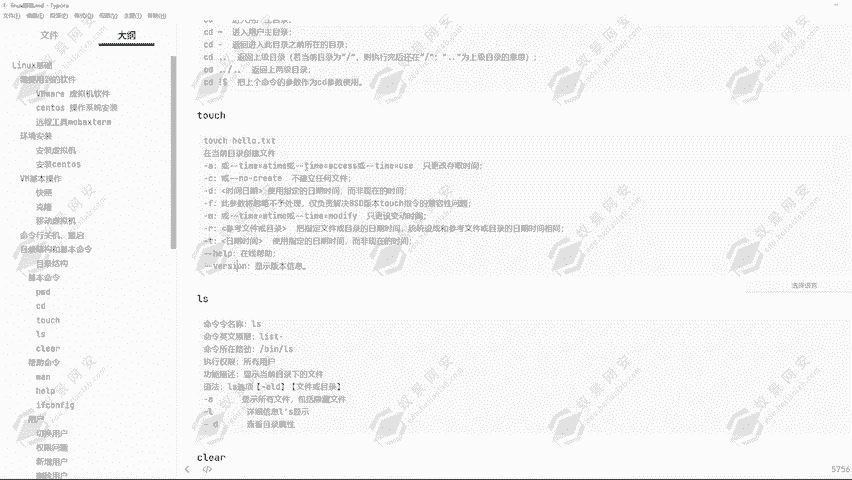 linux基础.md - Typora
文件(F) 编辑(E) 段落(P) 格式(O) 视图(V) 主题(T) 帮助(H)
文件 大纲
Linux基础
需要用到的软件
VMware 虚拟机软件
centos 操作系统安装
远程工具mobaxterm
环境安装
安装虚拟机
安装centos
VM基本操作
快照
克隆
移动虚拟机
命令行关机、重启
目录结构和基本命令
目录结构
基本命令
pwd
cd
touch
ls
clear
帮助命令
man
help
ifconfig
用户
切换用户
权限问题
新增用户
删除用户
cd 进入用户主目录;
cd ~ 进入用户主目录;
cd - 返回进入此目录之前所在的目录;
cd .. 返回上级目录（若当前目录为"/"，则执行完后还在"/"；".."为上级目录的意思）;
cd ../.. 返回上两级目录;
cd !$ 把上个命令的参数作为cd参数使用。
touch
touch hello.txt
在当前目录创建文件
-a: 或--time=atime或--time=access或--time=use 只更改存取时间;
-c: 或--no-create 不建立任何文件;
-d: <时间日期> 使用指定的日期时间，而非现在的时间;
-f: 此参数将忽略不予处理，仅负责解决BSD版本touch指令的兼容性问题;
-m: 或--time=mtime或--time=modify 只更该变动时间;
-r: <参考文件或目录> 把指定文件或目录的日期时间，统统设成和参考文件或目录的日期时间相同;
-t: <日期时间> 使用指定的日期时间，而非现在的时间;
--help: 在线帮助;
--version: 显示版本信息。
选择语言
ls
命令令名称: ls
命令英文原意: list-
命令所在路劲: /bin/ls
执行权限: 所有用户
功能描述: 显示当前目录下的文件
语法: ls选项【-ald】【文件或目录】
-a 显示所有文件，包括隐藏文件
-l 详细信息l's显示
- d 查看目录属性
clear
5756
蚁景网安
edu.hetianlab.com